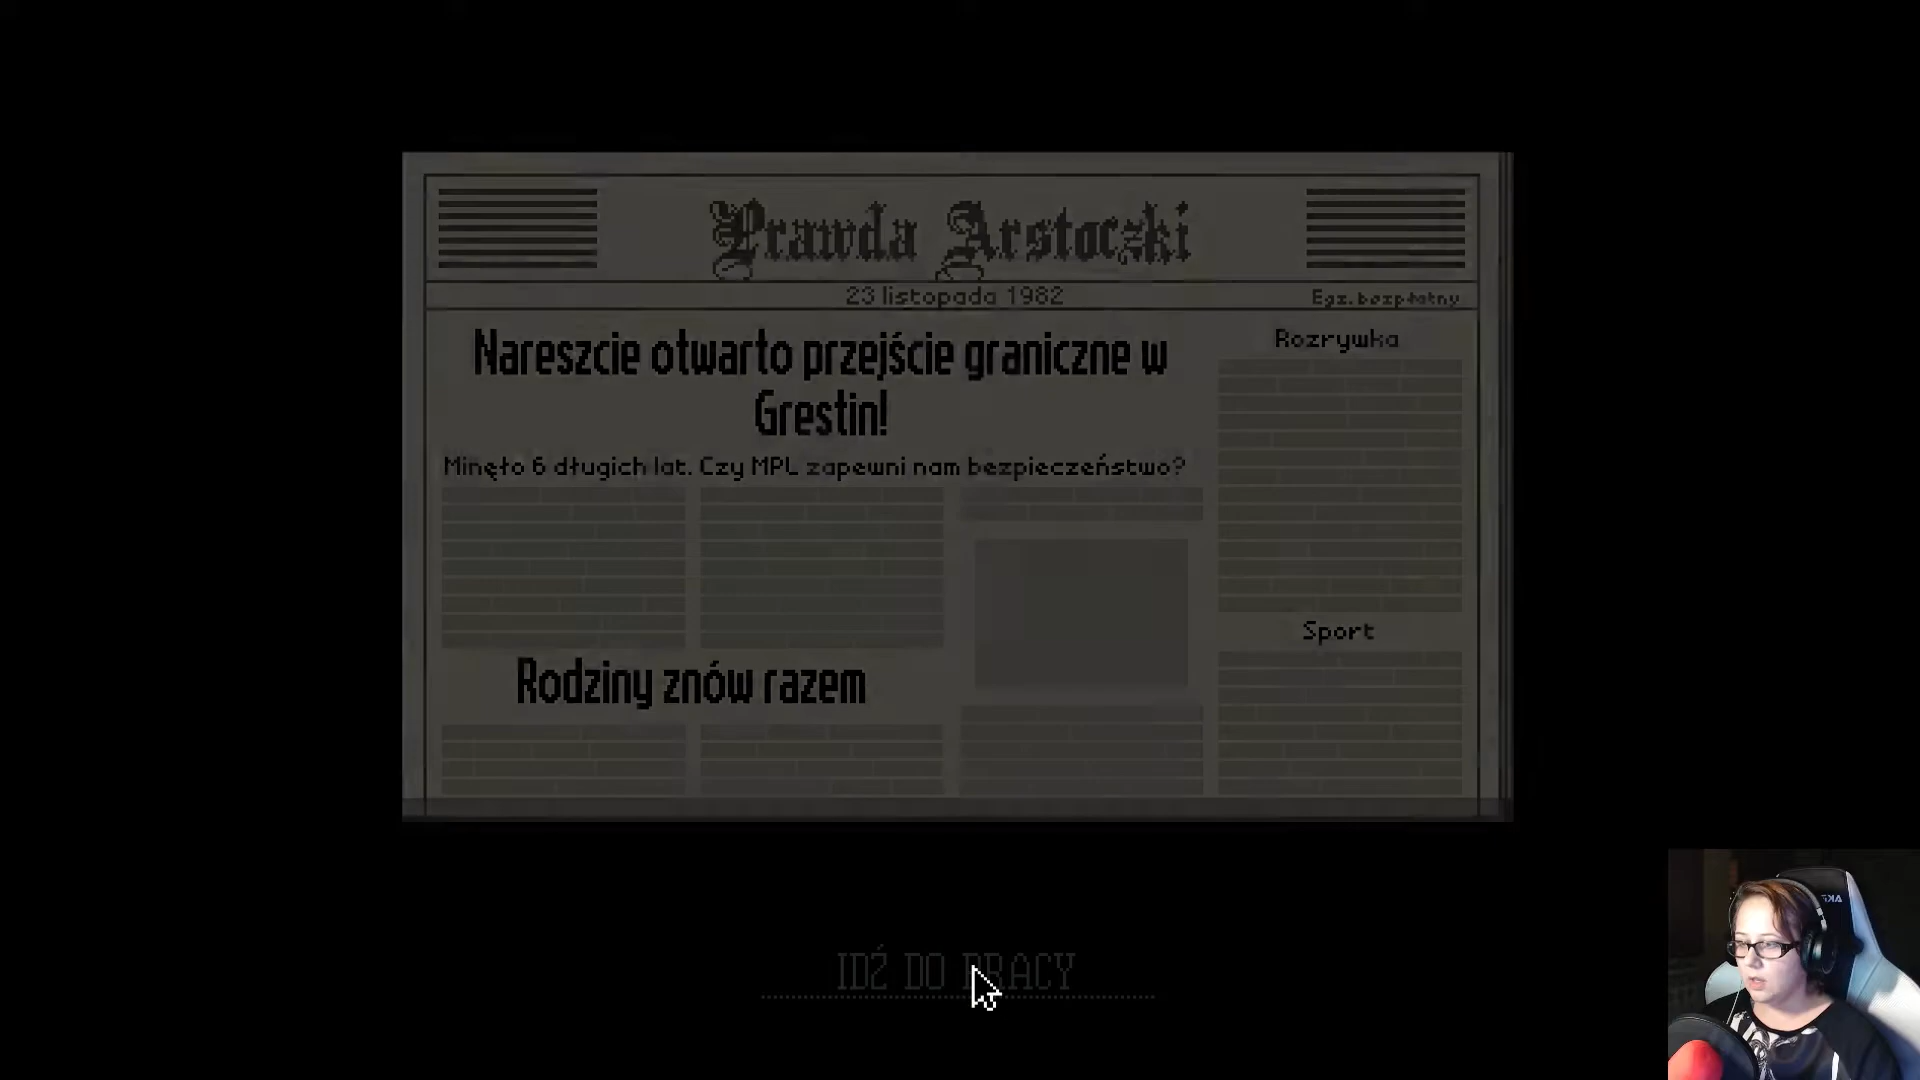 Prawda Arstoczki
23 listopada 1982
Egz. bezpłatny
Nareszcie otwarto przejście graniczne w
Grestin!
Minęło 6 długich lat. Czy MPL zapewni nam bezpieczeństwo?
Rozrywka
Sport
Rodziny znów razem
IDŹ DO PRACY